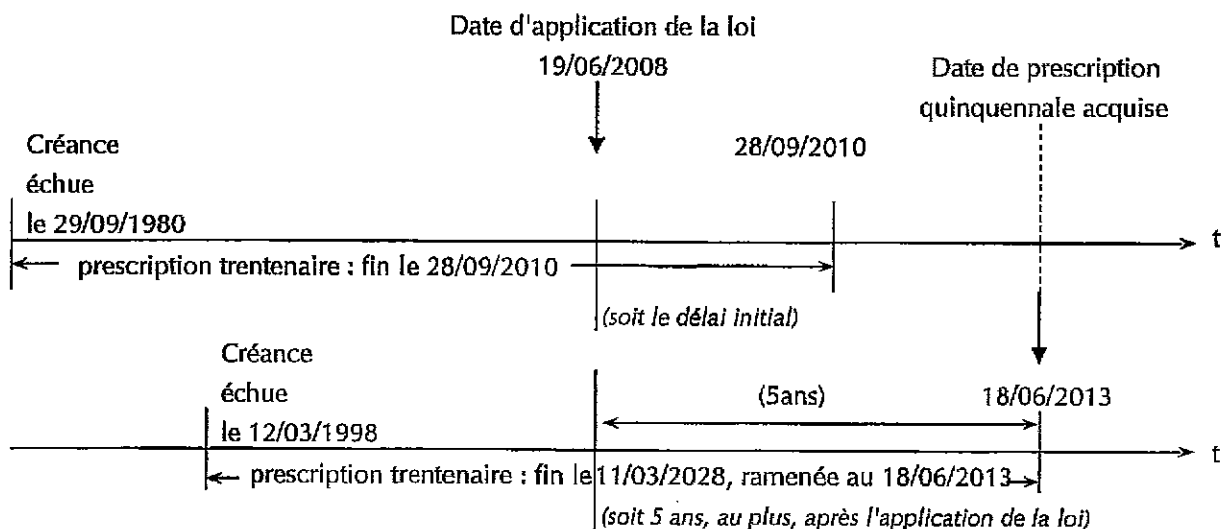 Date d'application de la loi
19/06/2008
Date de prescription
quinquennale acquise
Créance
échue
le 29/09/1980
28/09/2010
t
prescription trentenaire : fin le 28/09/2010
(soit le délai initial)
Créance
échue
le 12/03/1998
(5ans)
18/06/2013
t
prescription trentenaire : fin le 11/03/2028, ramenée au 18/06/2013
(soit 5 ans, au plus, après l'application de la loi)